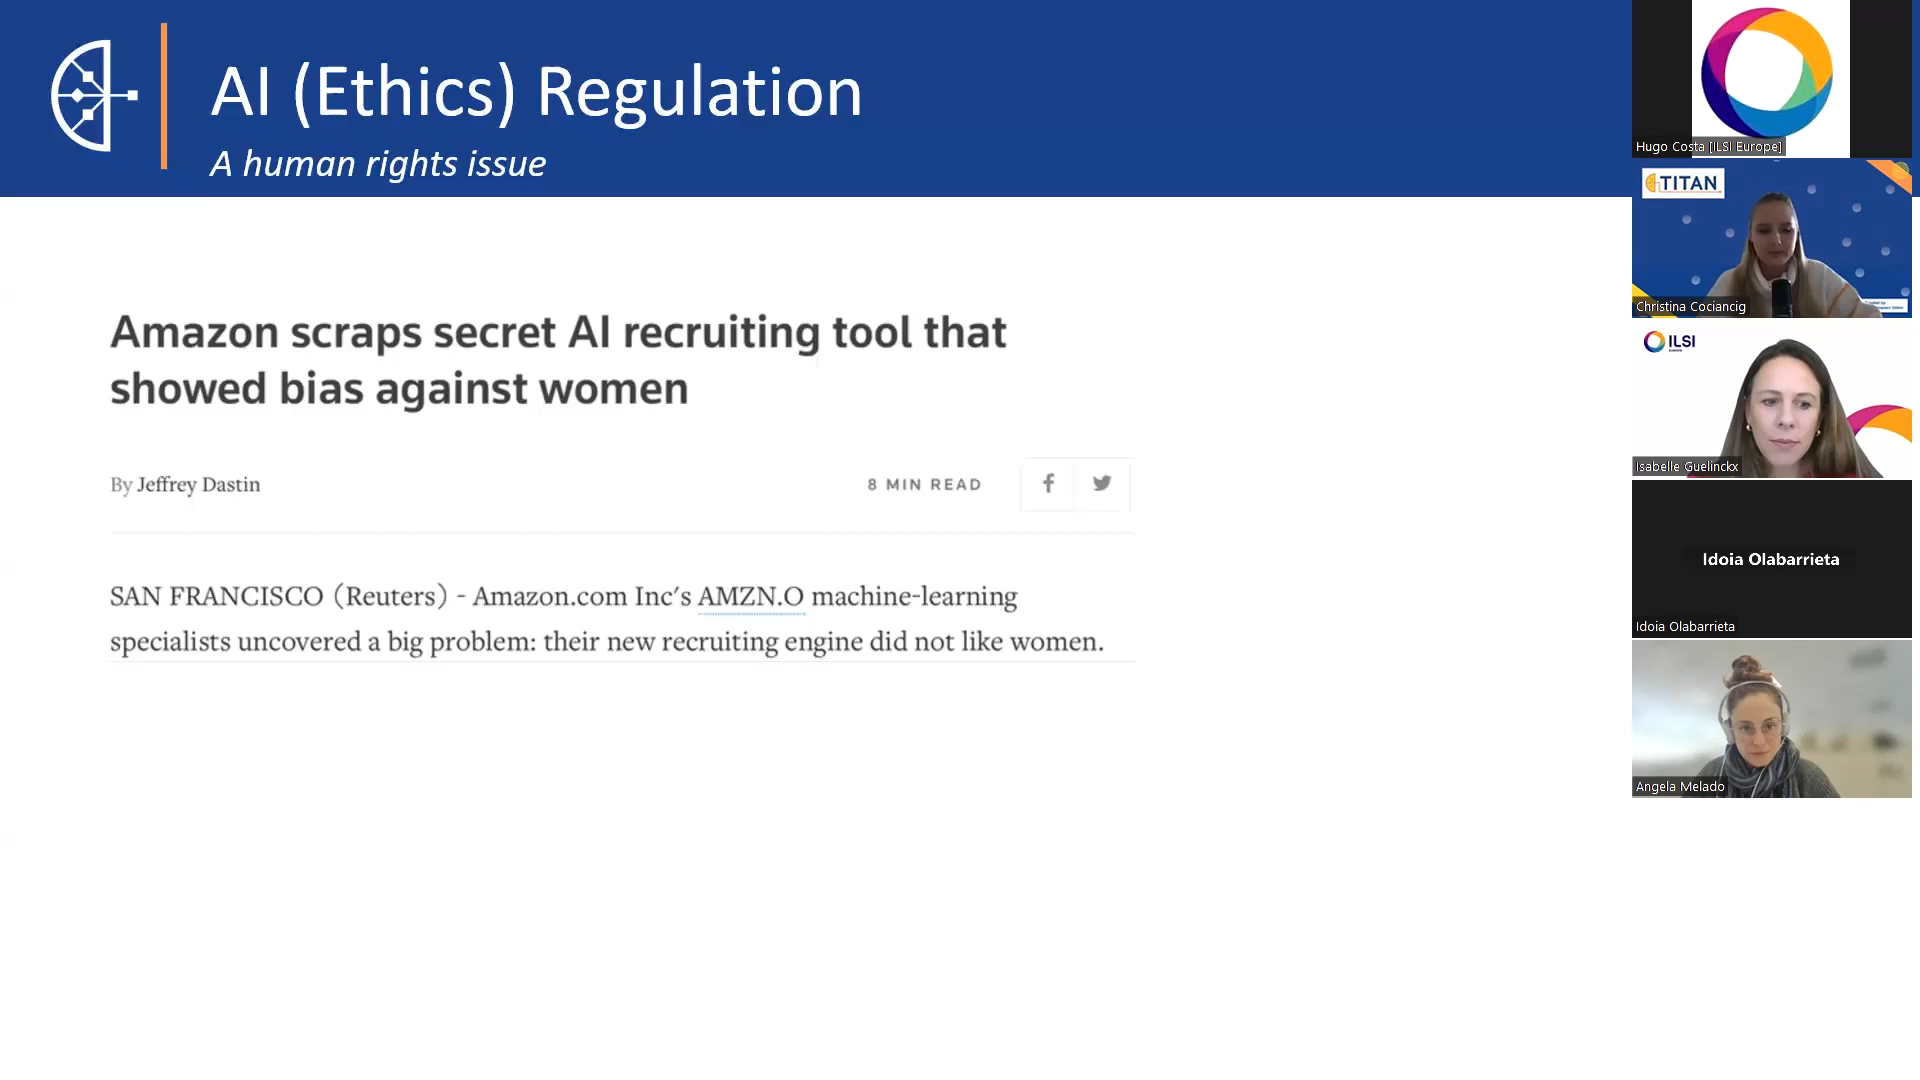 AI (Ethics) Regulation
A human rights issue
Amazon scraps secret AI recruiting tool that
showed bias against women
By Jeffrey Dastin
8 MIN READ
SAN FRANCISCO (Reuters) - Amazon.com Inc's AMZN.O machine-learning
specialists uncovered a big problem: their new recruiting engine did not like women.
Hugo Costa [ILSI Europe]
TITAN
Christina Cociancig
ILSI
Isabelle Guelinckx
Idoia Olabarrieta
Idoia Olabarrieta
Angela Melado